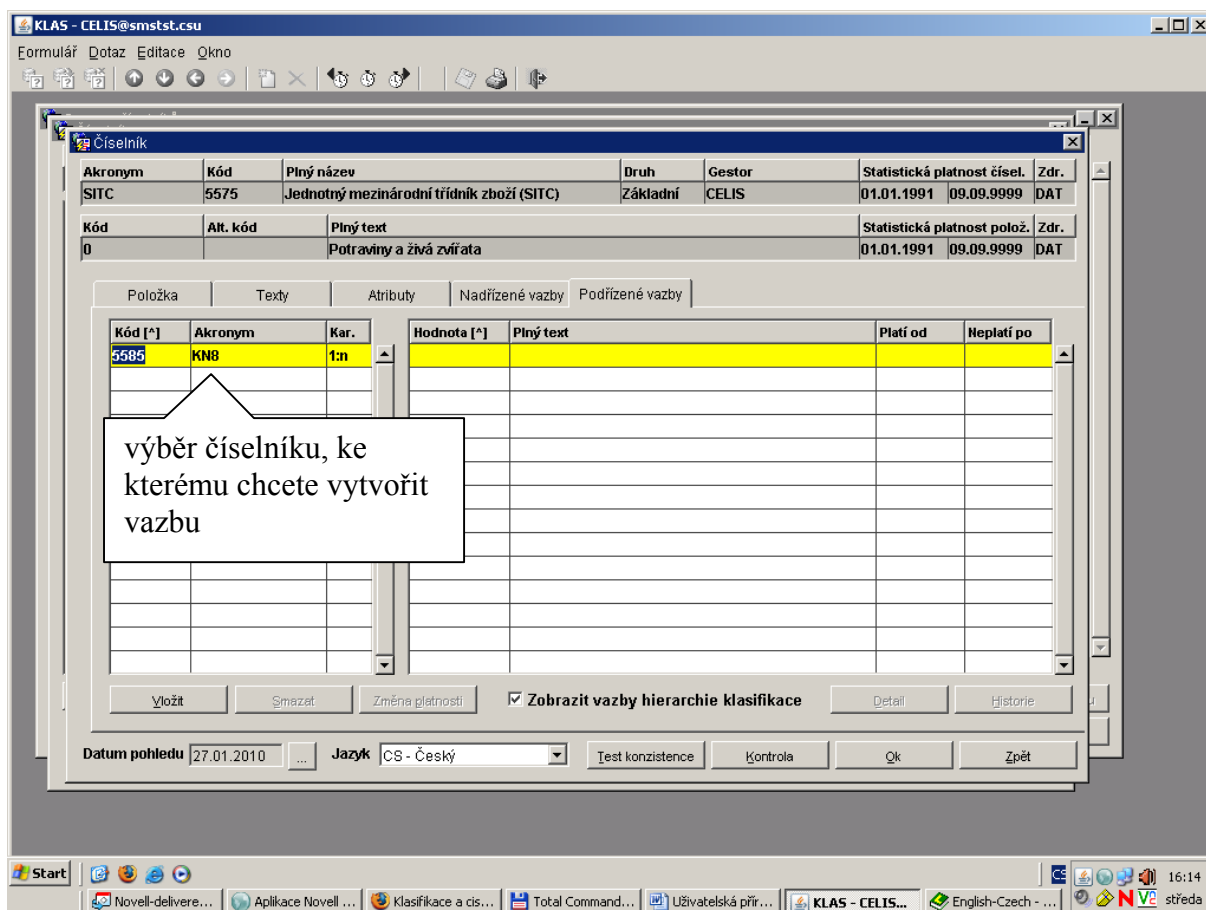 KLAS - CELIS@smstst.csu
Formulář Dotaz Editace Okno
Číselník
Akronym Kód Plný název Druh Gestor Statistická platnost čísel. Zdr.
SITC 5575 Jednotný mezinárodní třídník zboží (SITC) Základní CELIS 01.01.1991 09.09.9999 DAT
Kód Alt. kód Plný text Statistická platnost polož. Zdr.
0 Potraviny a živá zvířata 01.01.1991 09.09.9999 DAT
Položka Texty Atributy Nadřízené vazby Podřízené vazby
Kód [^] Akronym Kar. Hodnota [^] Plný text Platí od Neplatí po
5585 KN8 1:n
výběr číselníku, ke
kterému chcete vytvořit
vazbu
Vložit Smazat Změna platnosti Zobrazit vazby hierarchie klasifikace Detail Historie
Datum pohledu 27.01.2010 ... Jazyk CS - Český Test konzistence Kontrola Ok Zpět
Start CS 16:14
Novell-delivere... Aplikace Novell ... Klasifikace a cis... Total Command... Uživatelská přír... KLAS - CELIS... English-Czech - ... středa